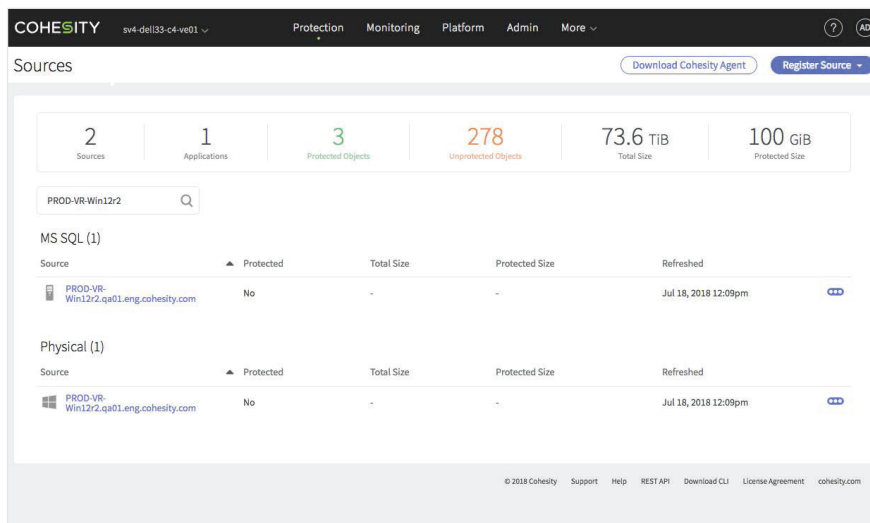 COHESITY sv4-dell33-c4-ve01 Protection Monitoring Platform Admin More ? AD
Sources Download Cohesity Agent Register Source
2 1 3 278 73.6 TiB 100 GiB
Sources Applications Protected Objects Unprotected Objects Total Size Protected Size
PROD-VR-Win12r2
MS SQL (1)
Source Protected Total Size Protected Size Refreshed
PROD-VR-
Win12r2.qa01.eng.cohesity.com No - - Jul 18, 2018 12:09pm
Physical (1)
Source Protected Total Size Protected Size Refreshed
PROD-VR-
Win12r2.qa01.eng.cohesity.com No - - Jul 18, 2018 12:09pm
© 2018 Cohesity Support Help REST API Download CLI License Agreement cohesity.com